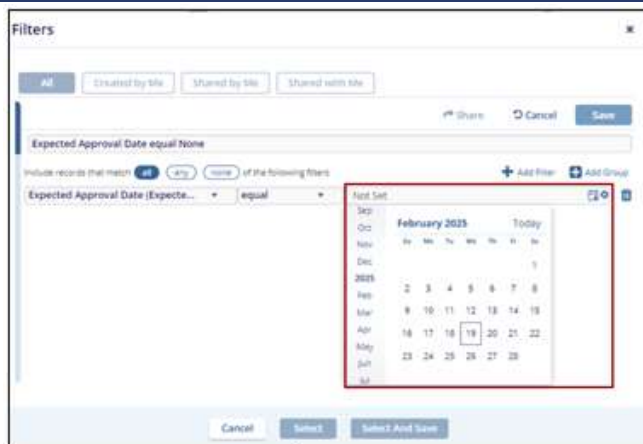 Filters
All Created by Me Shared by Me Shared with Me
Share Cancel Save
Expected Approval Date equal None
Include records that match all any none of the following filters
Add Filter Add Group
Expected Approval Date (Expecte... equal Not Set
Sep
Oct
Nov
Dec
2025
Feb
Mar
Apr
May
Jun
Jul
February 2025 Today
Su Mo Tu We Th Fr Sa
1
2 3 4 5 6 7 8
9 10 11 12 13 14 15
16 17 18 19 20 21 22
23 24 25 26 27 28
Cancel Select Select And Save